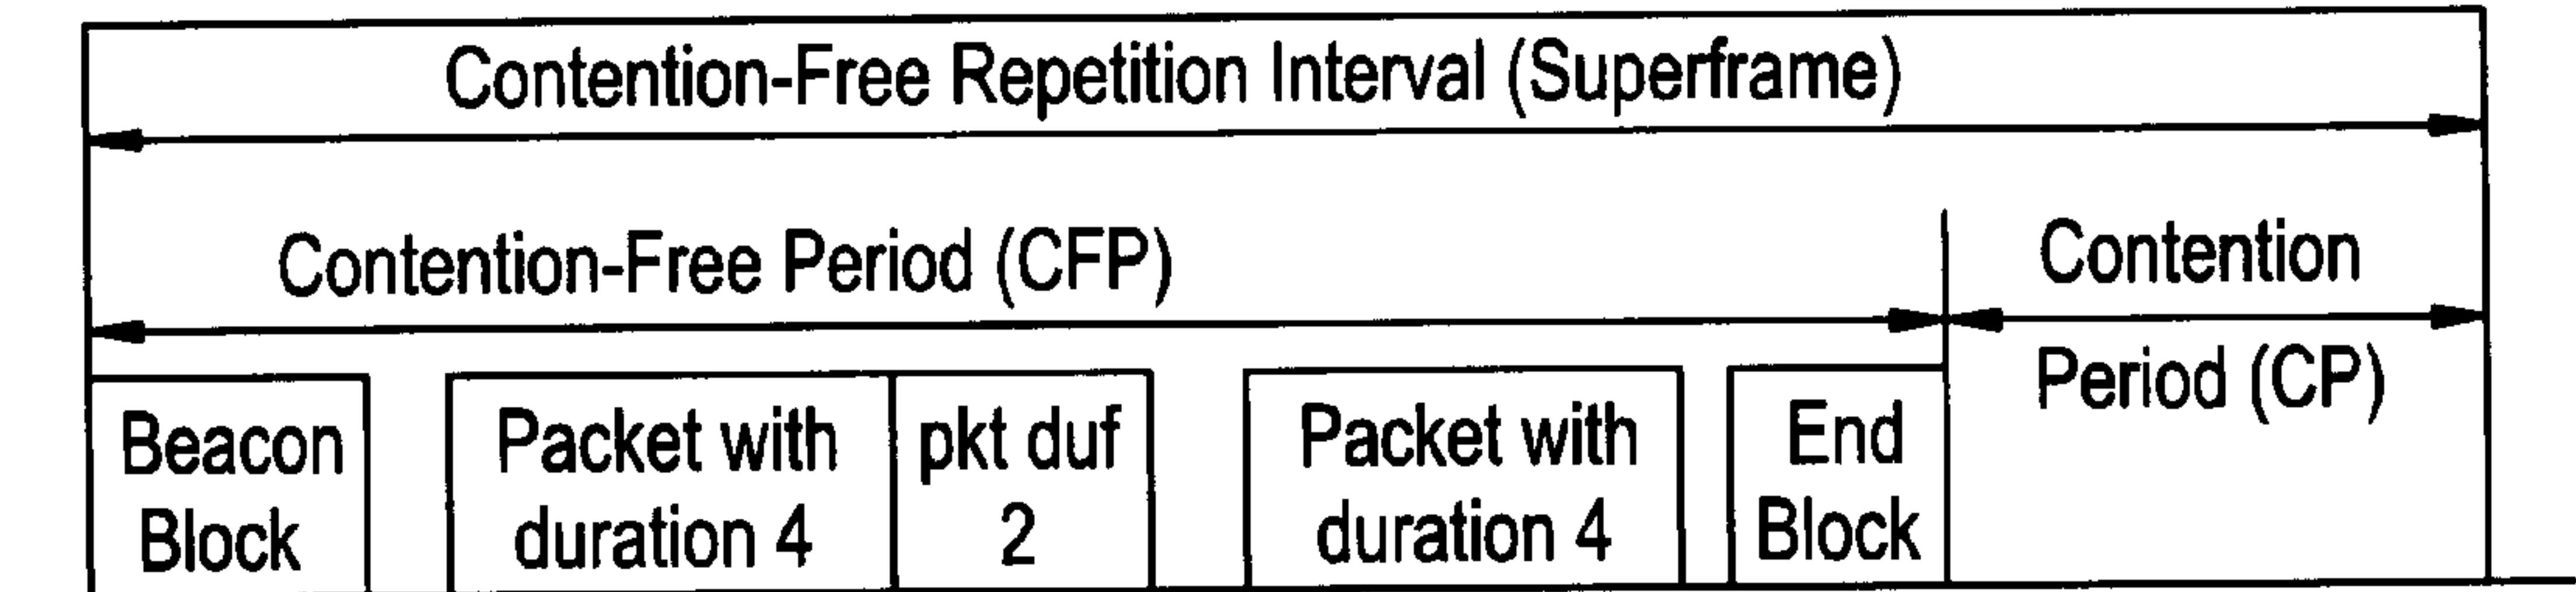 Contention-Free Repetition Interval (Superframe)
Contention-Free Period (CFP)
Contention
Period (CP)
Beacon
Block
Packet with
duration 4
pkt duf
2
Packet with
duration 4
End
Block